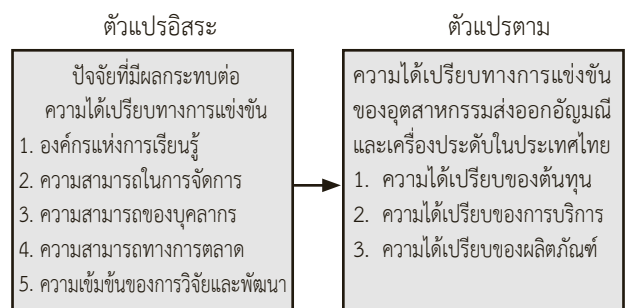 ตัวแปรอิสระ
ปัจจัยที่มีผลกระทบต่อ
ความได้เปรียบทางการแข่งขัน
1. องค์กรแห่งการเรียนรู้
2. ความสามารถในการจัดการ
3. ความสามารถของบุคลากร
4. ความสามารถทางการตลาด
5. ความเข้มข้นของการวิจัยและพัฒนา
ตัวแปรตาม
ความได้เปรียบทางการแข่งขัน
ของอุตสาหกรรมส่งออกอัญมณี
และเครื่องประดับในประเทศไทย
1. ความได้เปรียบของต้นทุน
2. ความได้เปรียบของการบริการ
3. ความได้เปรียบของผลิตภัณฑ์